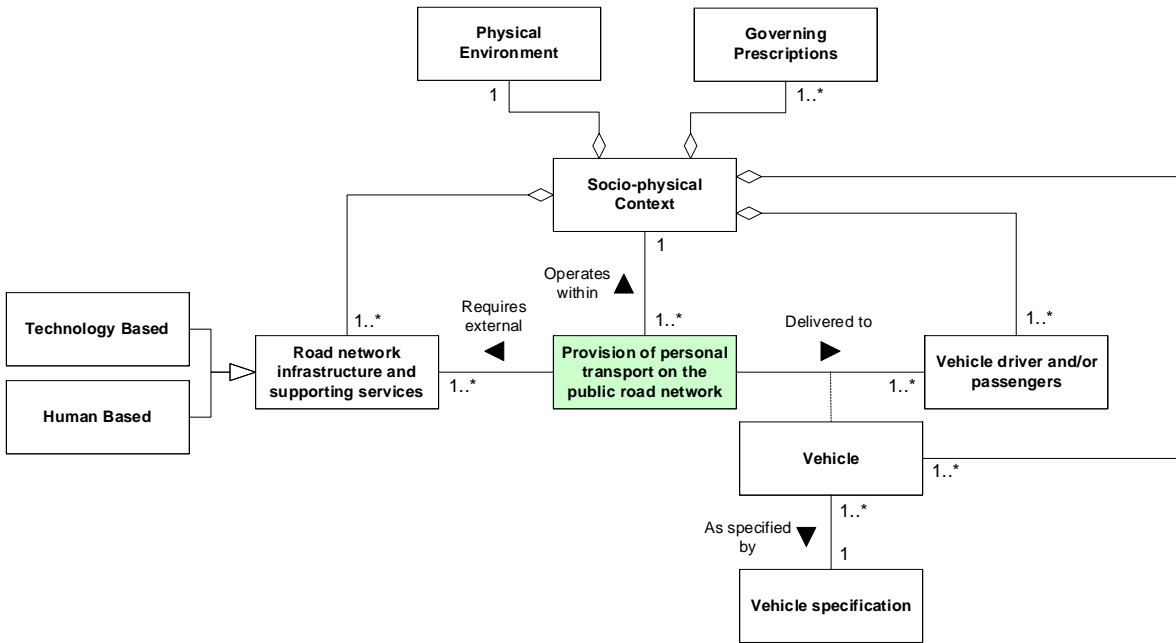 Physical
Environment
Governing
Prescriptions
1
1..*
Socio-physical
Context
1
Operates
within
Requires
external
Delivered to
1..*
1..*
1..*
Technology Based
Human Based
Road network
infrastructure and
supporting services
Provision of personal
transport on the
public road network
Vehicle driver and/or
passengers
1..*
1..*
Vehicle
1..*
1..*
As specified
by
1
Vehicle specification